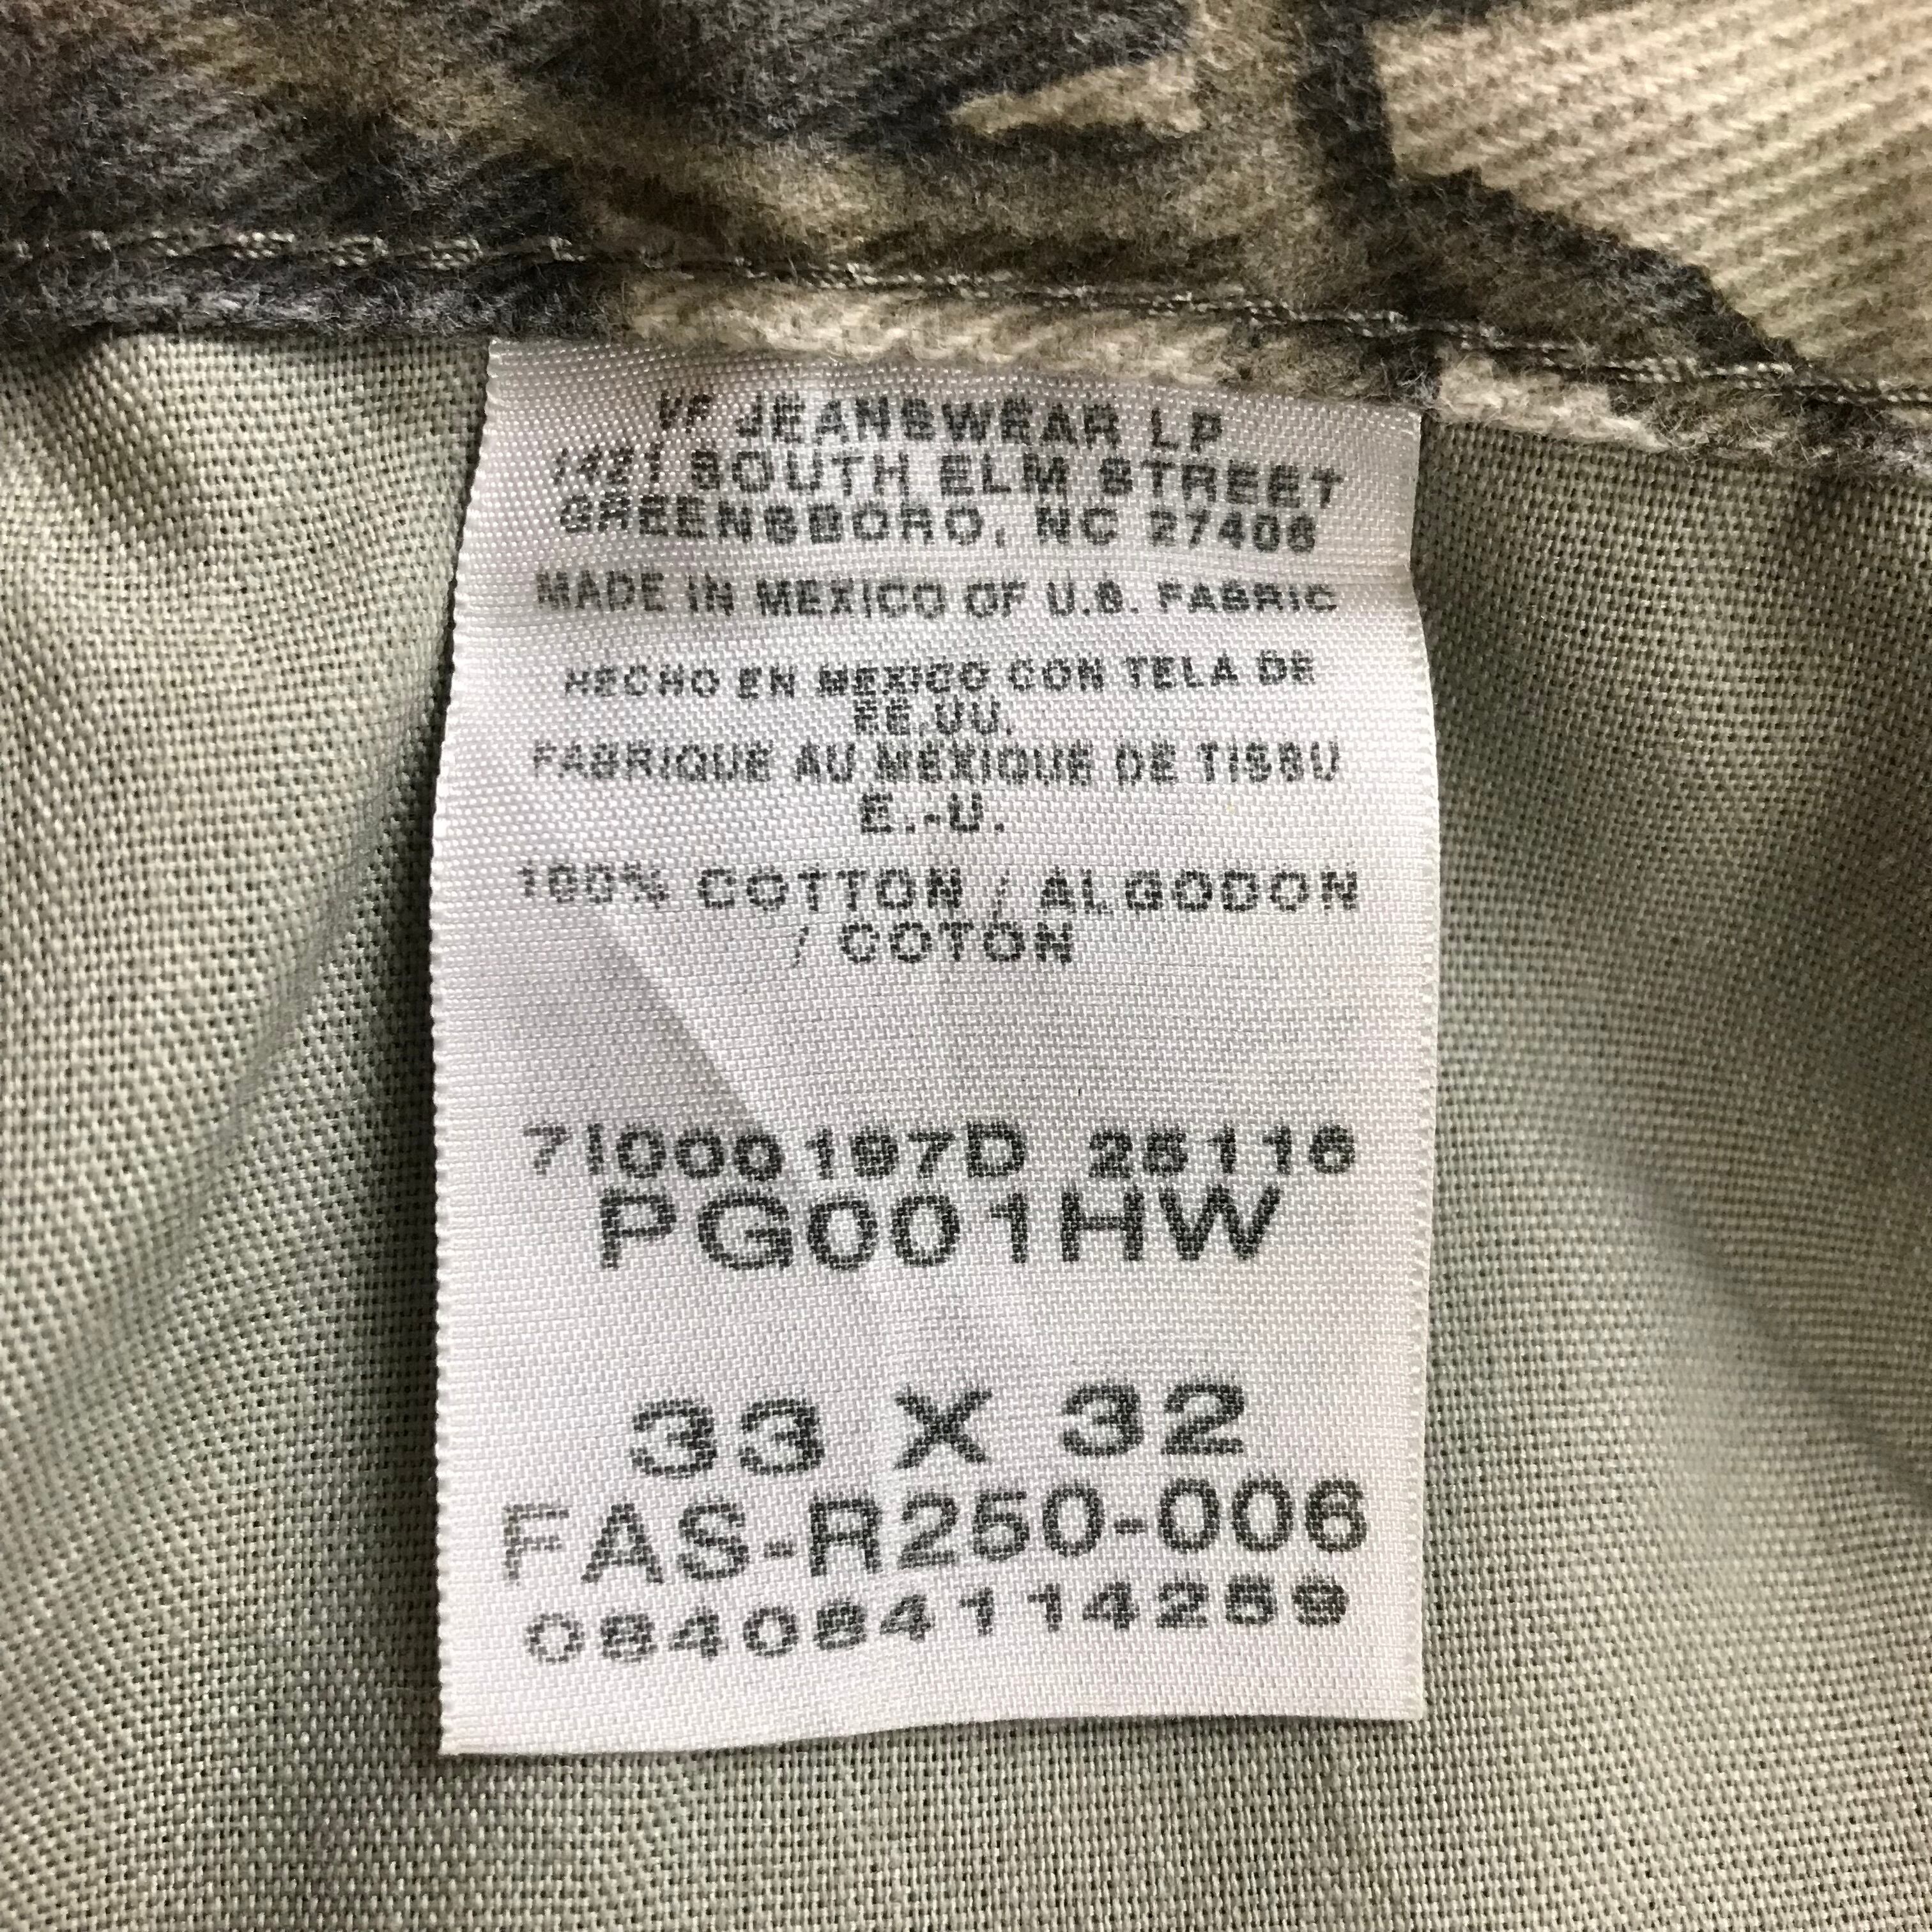 VF JEANSWEAR LP
1421 SOUTH ELM STREET
GREENSBORO, NC 27406
MADE IN MEXICO OF U.S. FABRIC
HECHO EN MEXICO CON TELA DE
EE.UU.
FABRIQUE AU MEXIQUE DE TISSU
E.-U.
100% COTTON / ALGODON
/ COTON
71000197D 25116
PG001HW
33 X 32
FAS-R250-006
084084114259